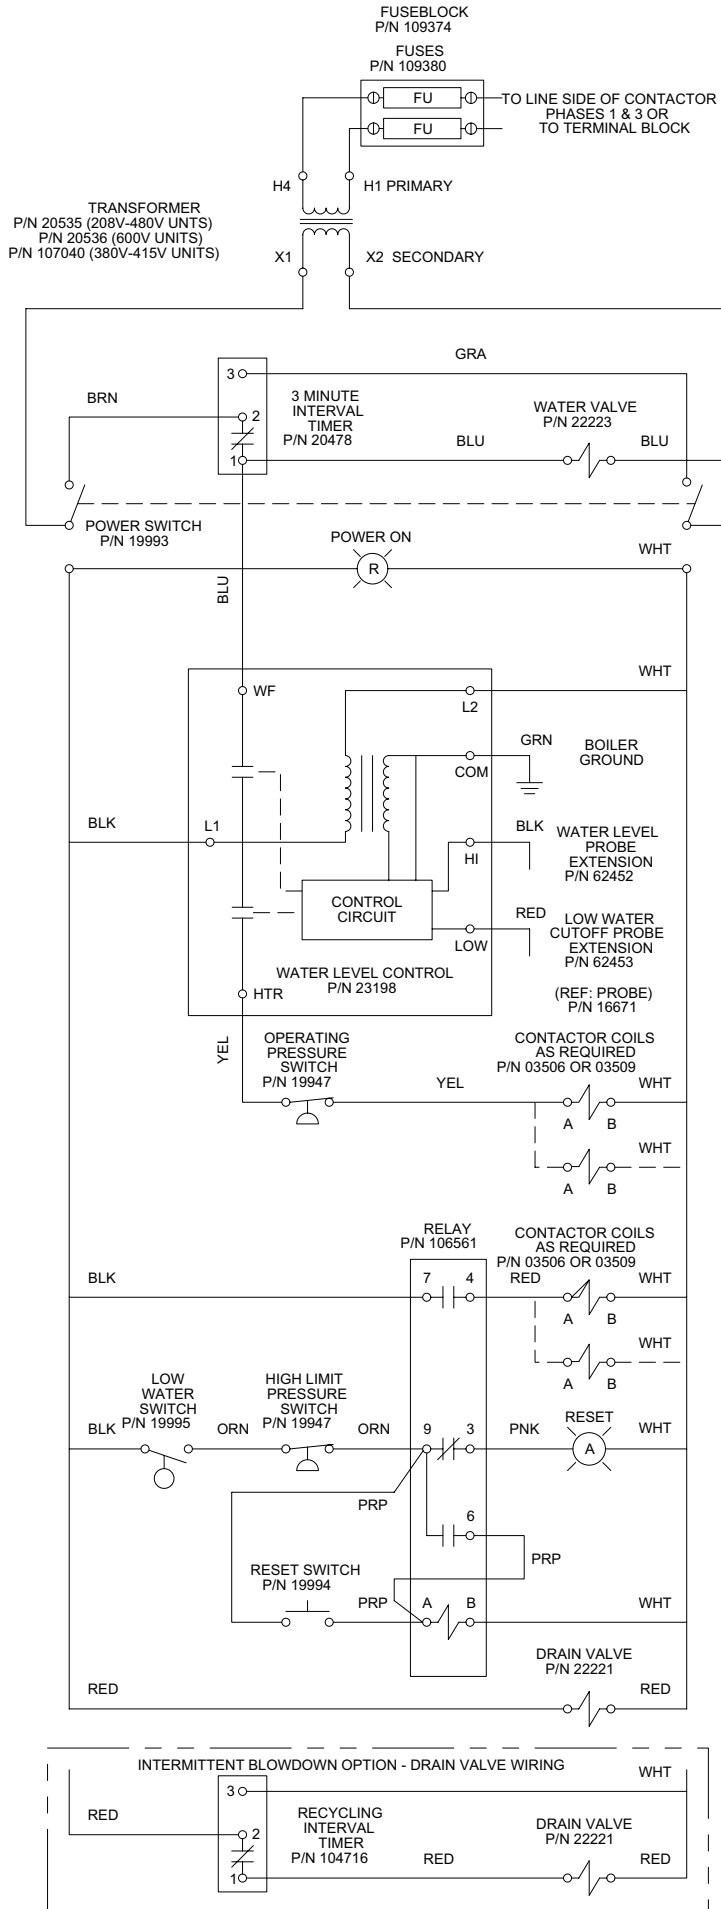 FUSEBLOCK
P/N 109374
FUSES
P/N 109380
FU
FU
TO LINE SIDE OF CONTACTOR
PHASES 1 & 3 OR
TO TERMINAL BLOCK
H4
H1 PRIMARY
TRANSFORMER
P/N 20535 (208V-480V UNTS)
P/N 20536 (600V UNITS)
P/N 107040 (380V-415V UNITS)
X1
X2 SECONDARY
3
GRA
BRN
2
3 MINUTE
INTERVAL
TIMER
P/N 20478
WATER VALVE
P/N 22223
1
BLU
BLU
POWER SWITCH
P/N 19993
POWER ON
R
WHT
BLU
WF
L2
WHT
COM
GRN
BOILER
GROUND
BLK
L1
HI
BLK
WATER LEVEL
PROBE
EXTENSION
P/N 62452
CONTROL
CIRCUIT
LOW
RED
LOW WATER
CUTOFF PROBE
EXTENSION
P/N 62453
WATER LEVEL CONTROL
P/N 23198
HTR
(REF: PROBE)
P/N 16671
YEL
OPERATING
PRESSURE
SWITCH
P/N 19947
YEL
CONTACTOR COILS
AS REQUIRED
P/N 03506 OR 03509
WHT
A
B
WHT
A
B
RELAY
P/N 106561
CONTACTOR COILS
AS REQUIRED
P/N 03506 OR 03509
BLK
7
4
RED
WHT
A
B
WHT
A
B
LOW
WATER
SWITCH
P/N 19995
HIGH LIMIT
PRESSURE
SWITCH
P/N 19947
BLK
ORN
ORN
9
3
PNK
RESET
A
WHT
PRP
6
PRP
RESET SWITCH
P/N 19994
PRP
A
B
WHT
DRAIN VALVE
P/N 22221
RED
RED
INTERMITTENT BLOWDOWN OPTION - DRAIN VALVE WIRING
WHT
3
RED
2
RECYCLING
INTERVAL
TIMER
P/N 104716
DRAIN VALVE
P/N 22221
1
RED
RED